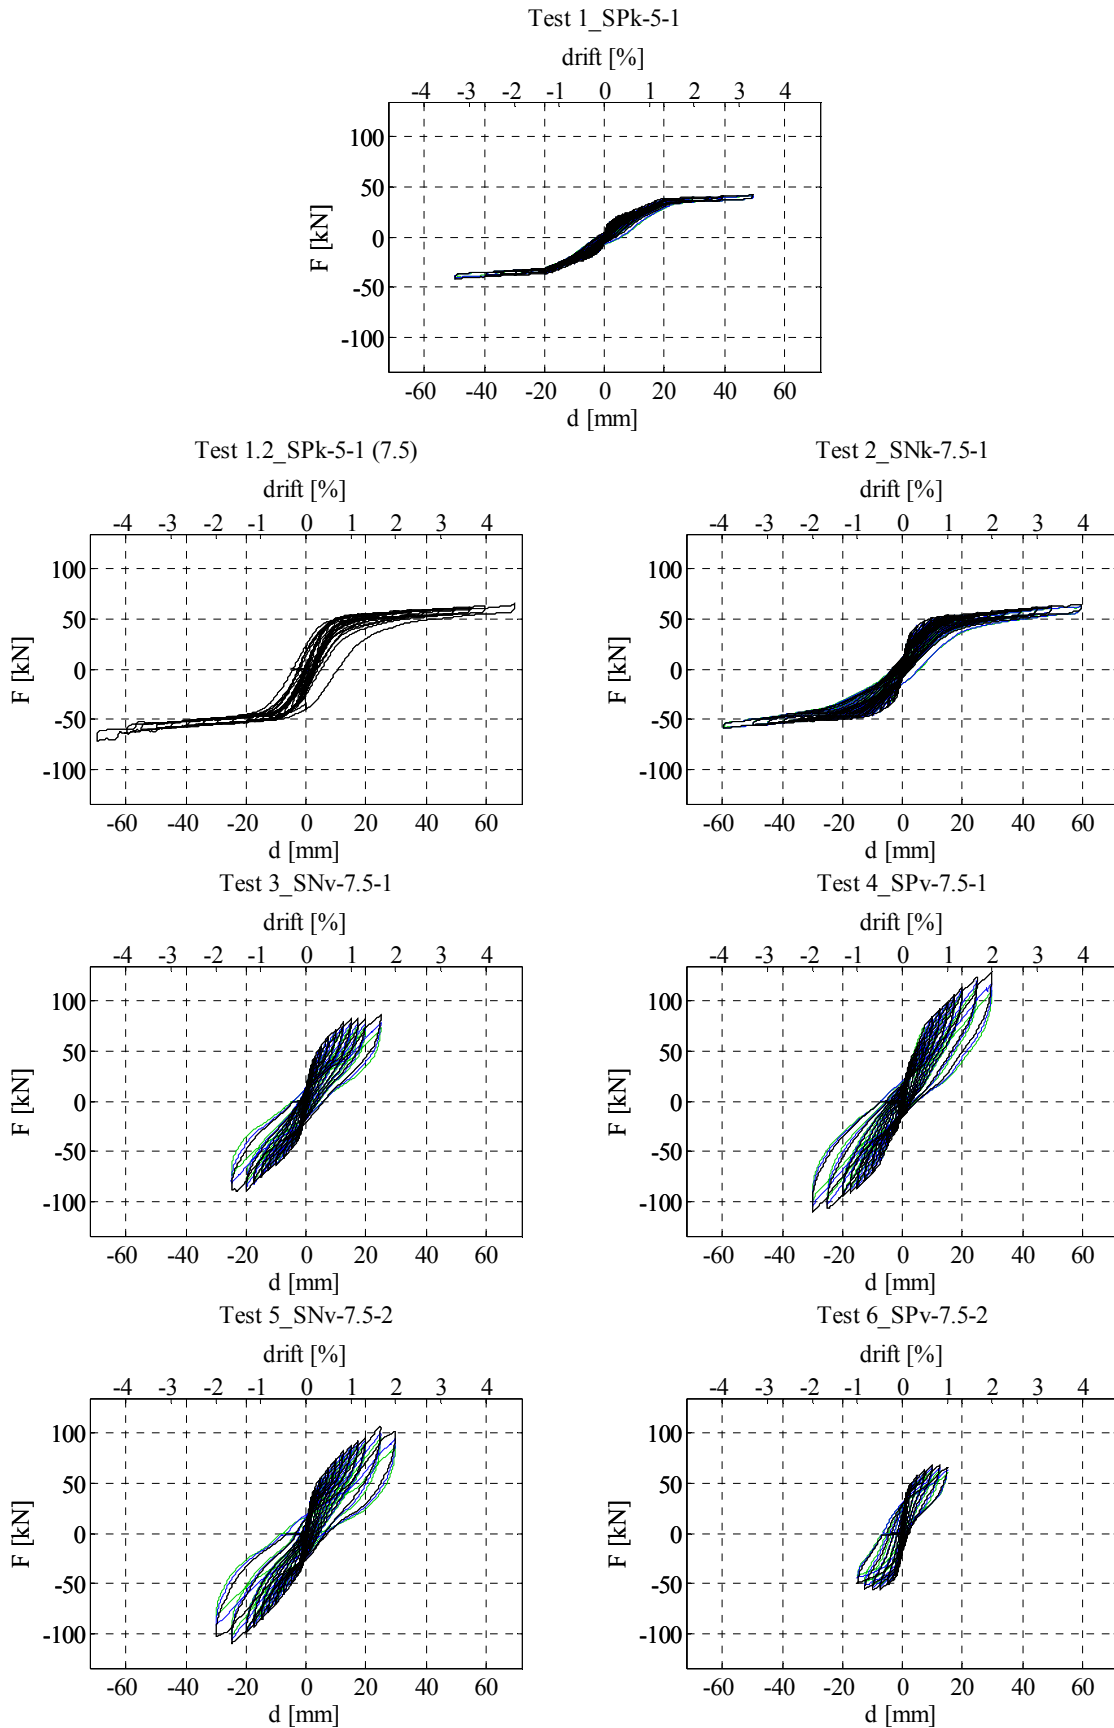 Test 1_SPk-5-1
drift [%]
-4 -3 -2 -1 0 1 2 3 4
100
50
0
-50
-100
F [kN]
-60 -40 -20 0 20 40 60
d [mm]
Test 1.2_SPk-5-1 (7.5)
drift [%]
-4 -3 -2 -1 0 1 2 3 4
100
50
0
-50
-100
F [kN]
-60 -40 -20 0 20 40 60
d [mm]
Test 2_SNk-7.5-1
drift [%]
-4 -3 -2 -1 0 1 2 3 4
100
50
0
-50
-100
F [kN]
-60 -40 -20 0 20 40 60
d [mm]
Test 3_SNv-7.5-1
drift [%]
-4 -3 -2 -1 0 1 2 3 4
100
50
0
-50
-100
F [kN]
-60 -40 -20 0 20 40 60
d [mm]
Test 4_SPv-7.5-1
drift [%]
-4 -3 -2 -1 0 1 2 3 4
100
50
0
-50
-100
F [kN]
-60 -40 -20 0 20 40 60
d [mm]
Test 5_SNv-7.5-2
drift [%]
-4 -3 -2 -1 0 1 2 3 4
100
50
0
-50
-100
F [kN]
-60 -40 -20 0 20 40 60
d [mm]
Test 6_SPv-7.5-2
drift [%]
-4 -3 -2 -1 0 1 2 3 4
100
50
0
-50
-100
F [kN]
-60 -40 -20 0 20 40 60
d [mm]